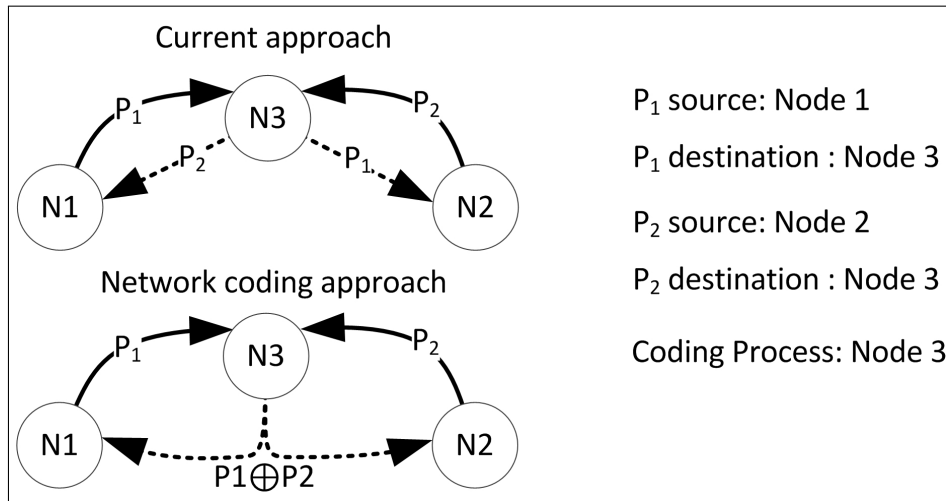 Current approach
P₁
N3
P₂
P₂
P₁
N1
N2
Network coding approach
P₁
N3
P₂
N1
N2
P1⊕P2
P₁ source: Node 1
P₁ destination : Node 3
P₂ source: Node 2
P₂ destination : Node 3
Coding Process: Node 3